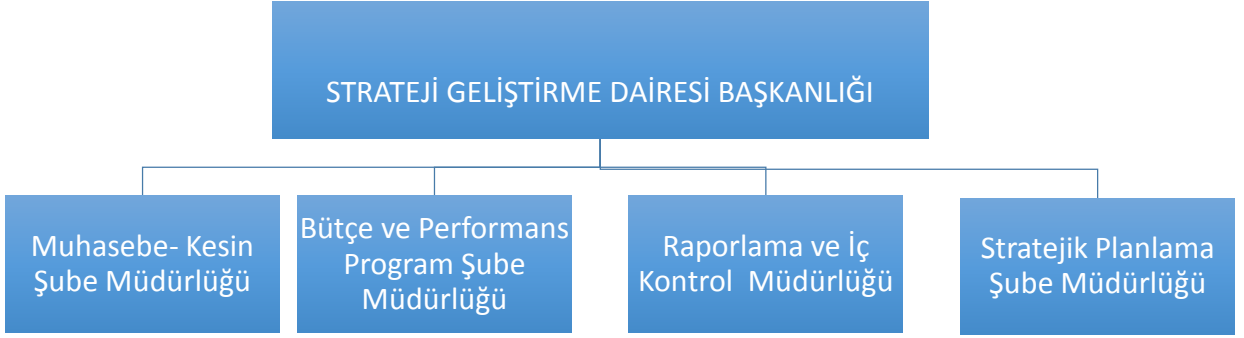 STRATEJİ GELİŞTİRME DAİRESİ BAŞKANLIĞI
Muhasebe- Kesin
Şube Müdürlüğü
Bütçe ve Performans
Program Şube
Müdürlüğü
Raporlama ve İç
Kontrol  Müdürlüğü
Stratejik Planlama
Şube Müdürlüğü